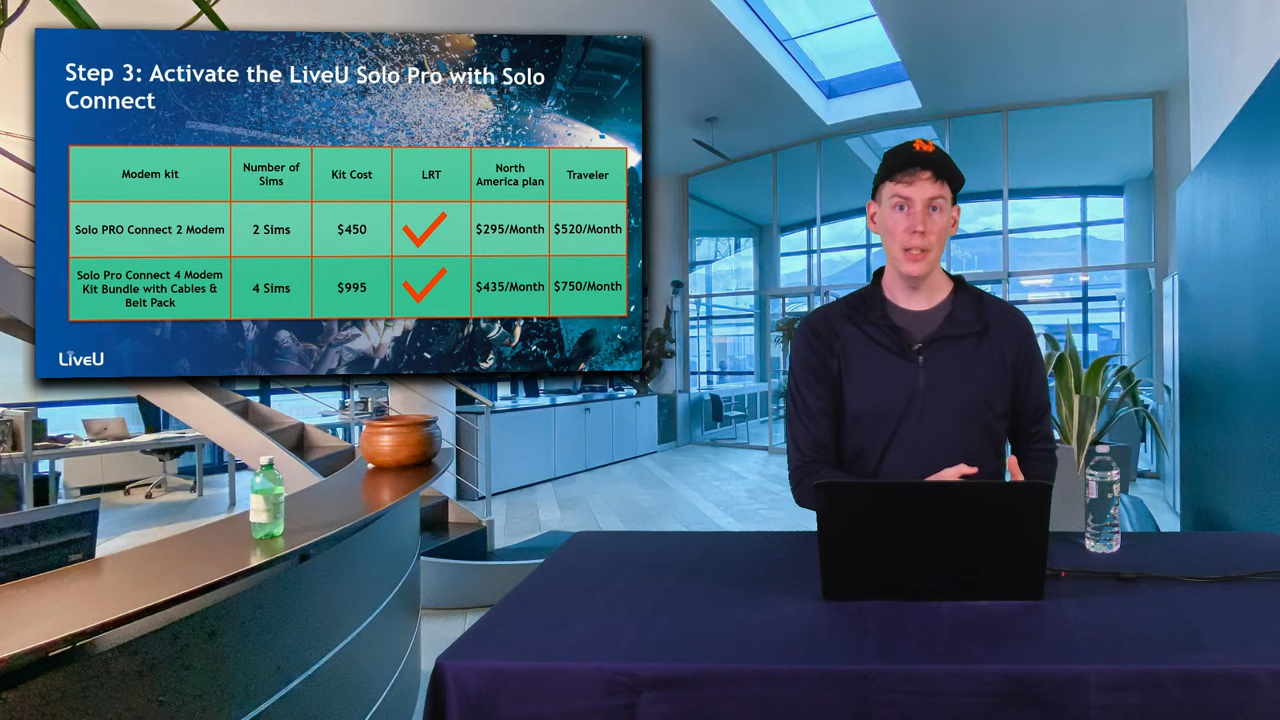 Step 3: Activate the LiveU Solo Pro with Solo
Connect
Modem kit
Number of
Sims
Kit Cost
LRT
North
America plan
Traveler
Solo PRO Connect 2 Modem
2 Sims
$450
$295/Month
$520/Month
Solo Pro Connect 4 Modem
Kit Bundle with Cables &
Belt Pack
4 Sims
$995
$435/Month
$750/Month
LiveU